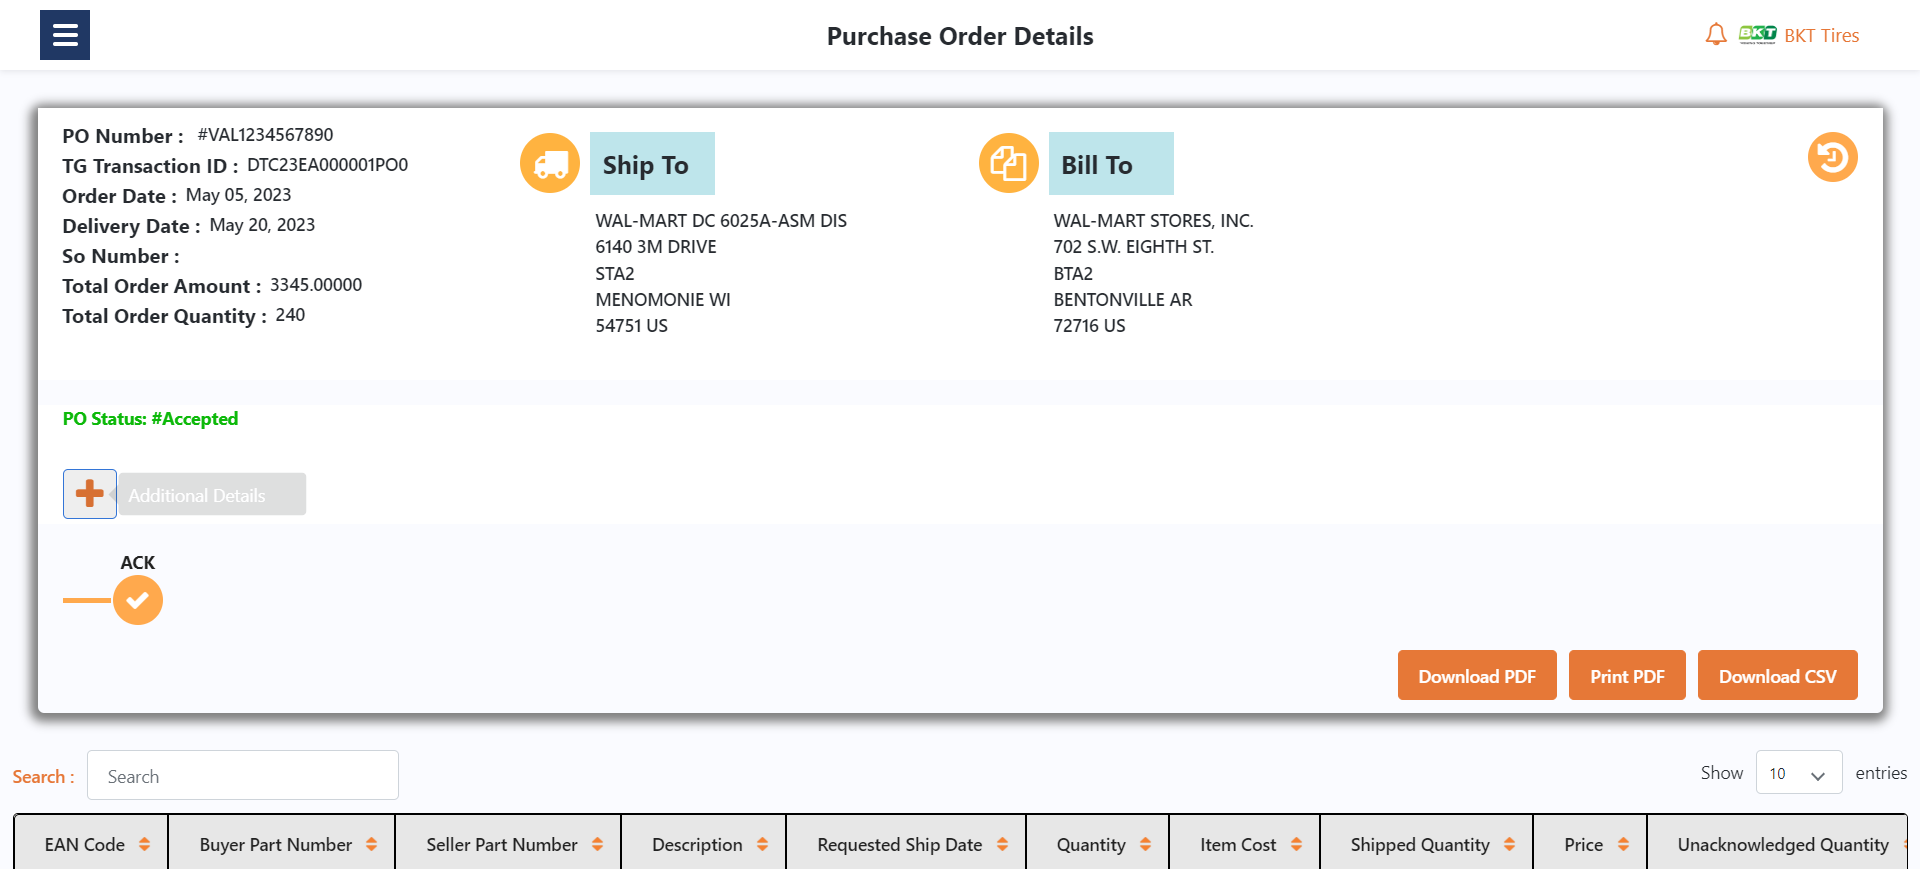 Purchase Order Details
BKT
BKT Tires
PO Number : #VAL1234567890
TG Transaction ID : DTC23EA000001PO0
Order Date : May 05, 2023
Delivery Date : May 20, 2023
So Number :
Total Order Amount : 3345.00000
Total Order Quantity : 240
Ship To
WAL-MART DC 6025A-ASM DIS
6140 3M DRIVE
STA2
MENOMONIE WI
54751 US
Bill To
WAL-MART STORES, INC.
702 S.W. EIGHTH ST.
BTA2
BENTONVILLE AR
72716 US
PO Status: #Accepted
Additional Details
ACK
Download PDF
Print PDF
Download CSV
Search :
Search
Show 10 entries
EAN Code
Buyer Part Number
Seller Part Number
Description
Requested Ship Date
Quantity
Item Cost
Shipped Quantity
Price
Unacknowledged Quantity